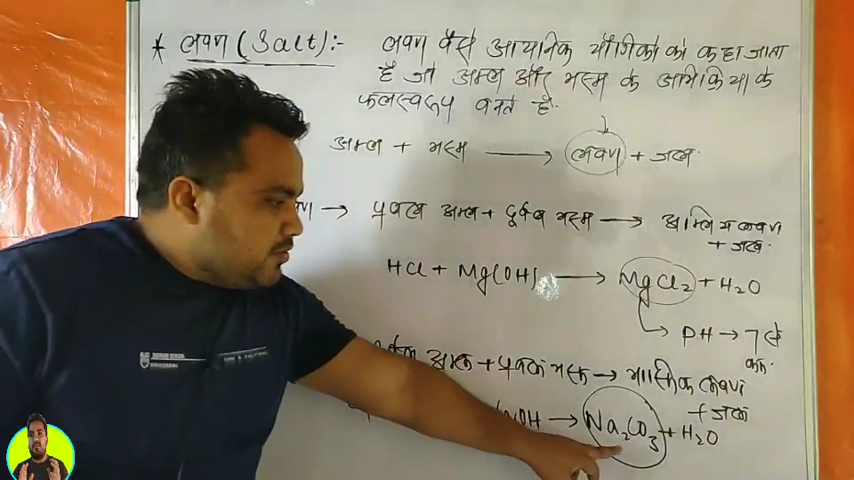 * लवण (Salt):- लवण वैसे आयनिक यौगिको को कहा जाता
है जो अम्ल और भस्म के अभिक्रिया के
फलस्वरूप बनते है.
अम्ल + भस्म → लवण + जल.
→ प्रबल अम्ल + दुर्बल भस्म → अम्लिय लवण
+ जल.
HCl + Mg(OH) → MgCl₂ + H₂O
PH → 7 से
कम.
अम्ल + प्रबल भस्म → भास्मिक लवण
+ जल
OH → Na₂CO₃ + H₂O